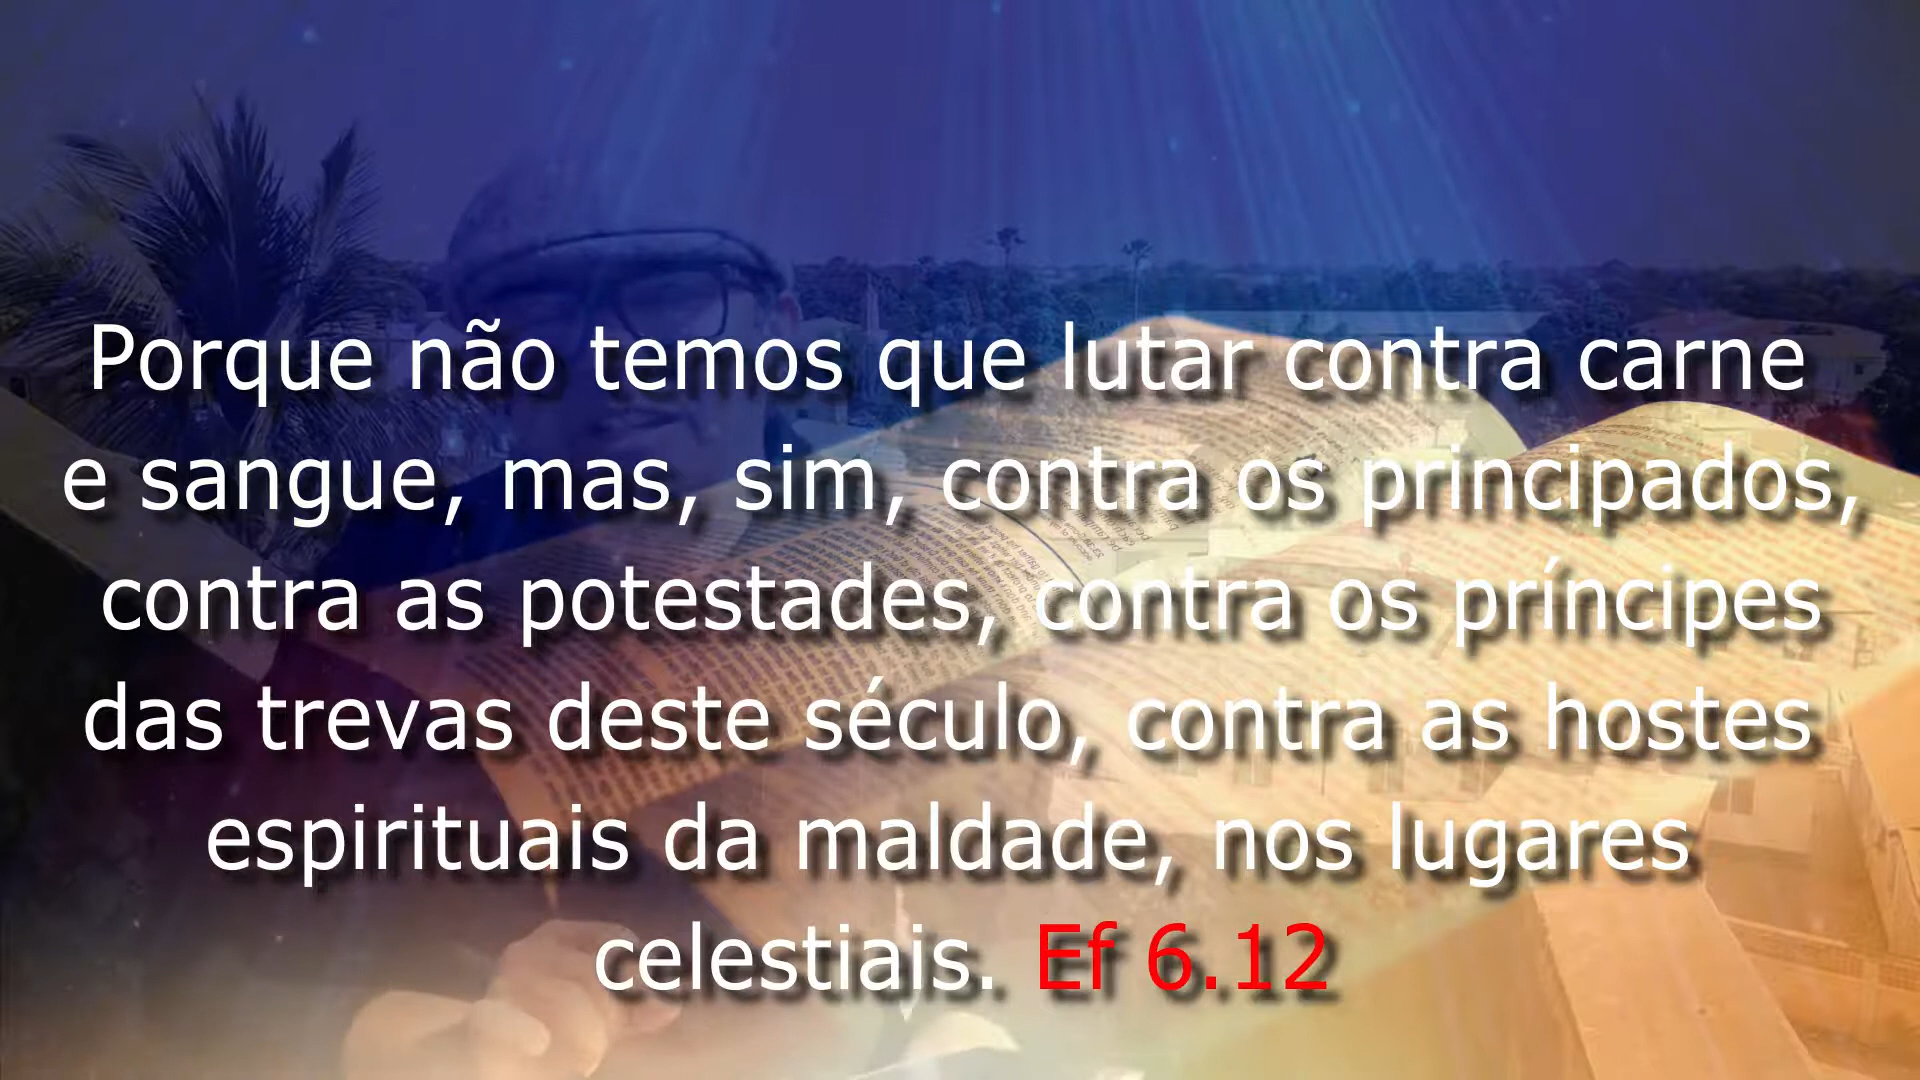 Porque não temos que lutar contra carne
e sangue, mas, sim, contra os principados,
contra as potestades, contra os príncipes
das trevas deste século, contra as hostes
espirituais da maldade, nos lugares
celestiais. Ef 6.12